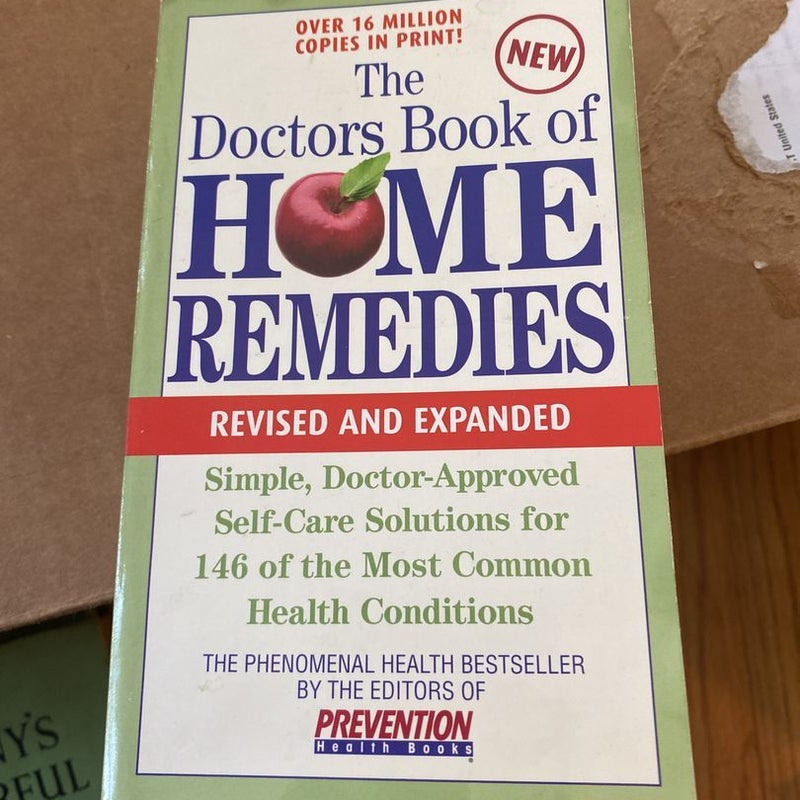 OVER 16 MILLION
COPIES IN PRINT!
NEW
The
Doctors Book of
HOME
REMEDIES
REVISED AND EXPANDED
Simple, Doctor-Approved
Self-Care Solutions for
146 of the Most Common
Health Conditions
THE PHENOMENAL HEALTH BESTSELLER
BY THE EDITORS OF
PREVENTION
Health Books
United States